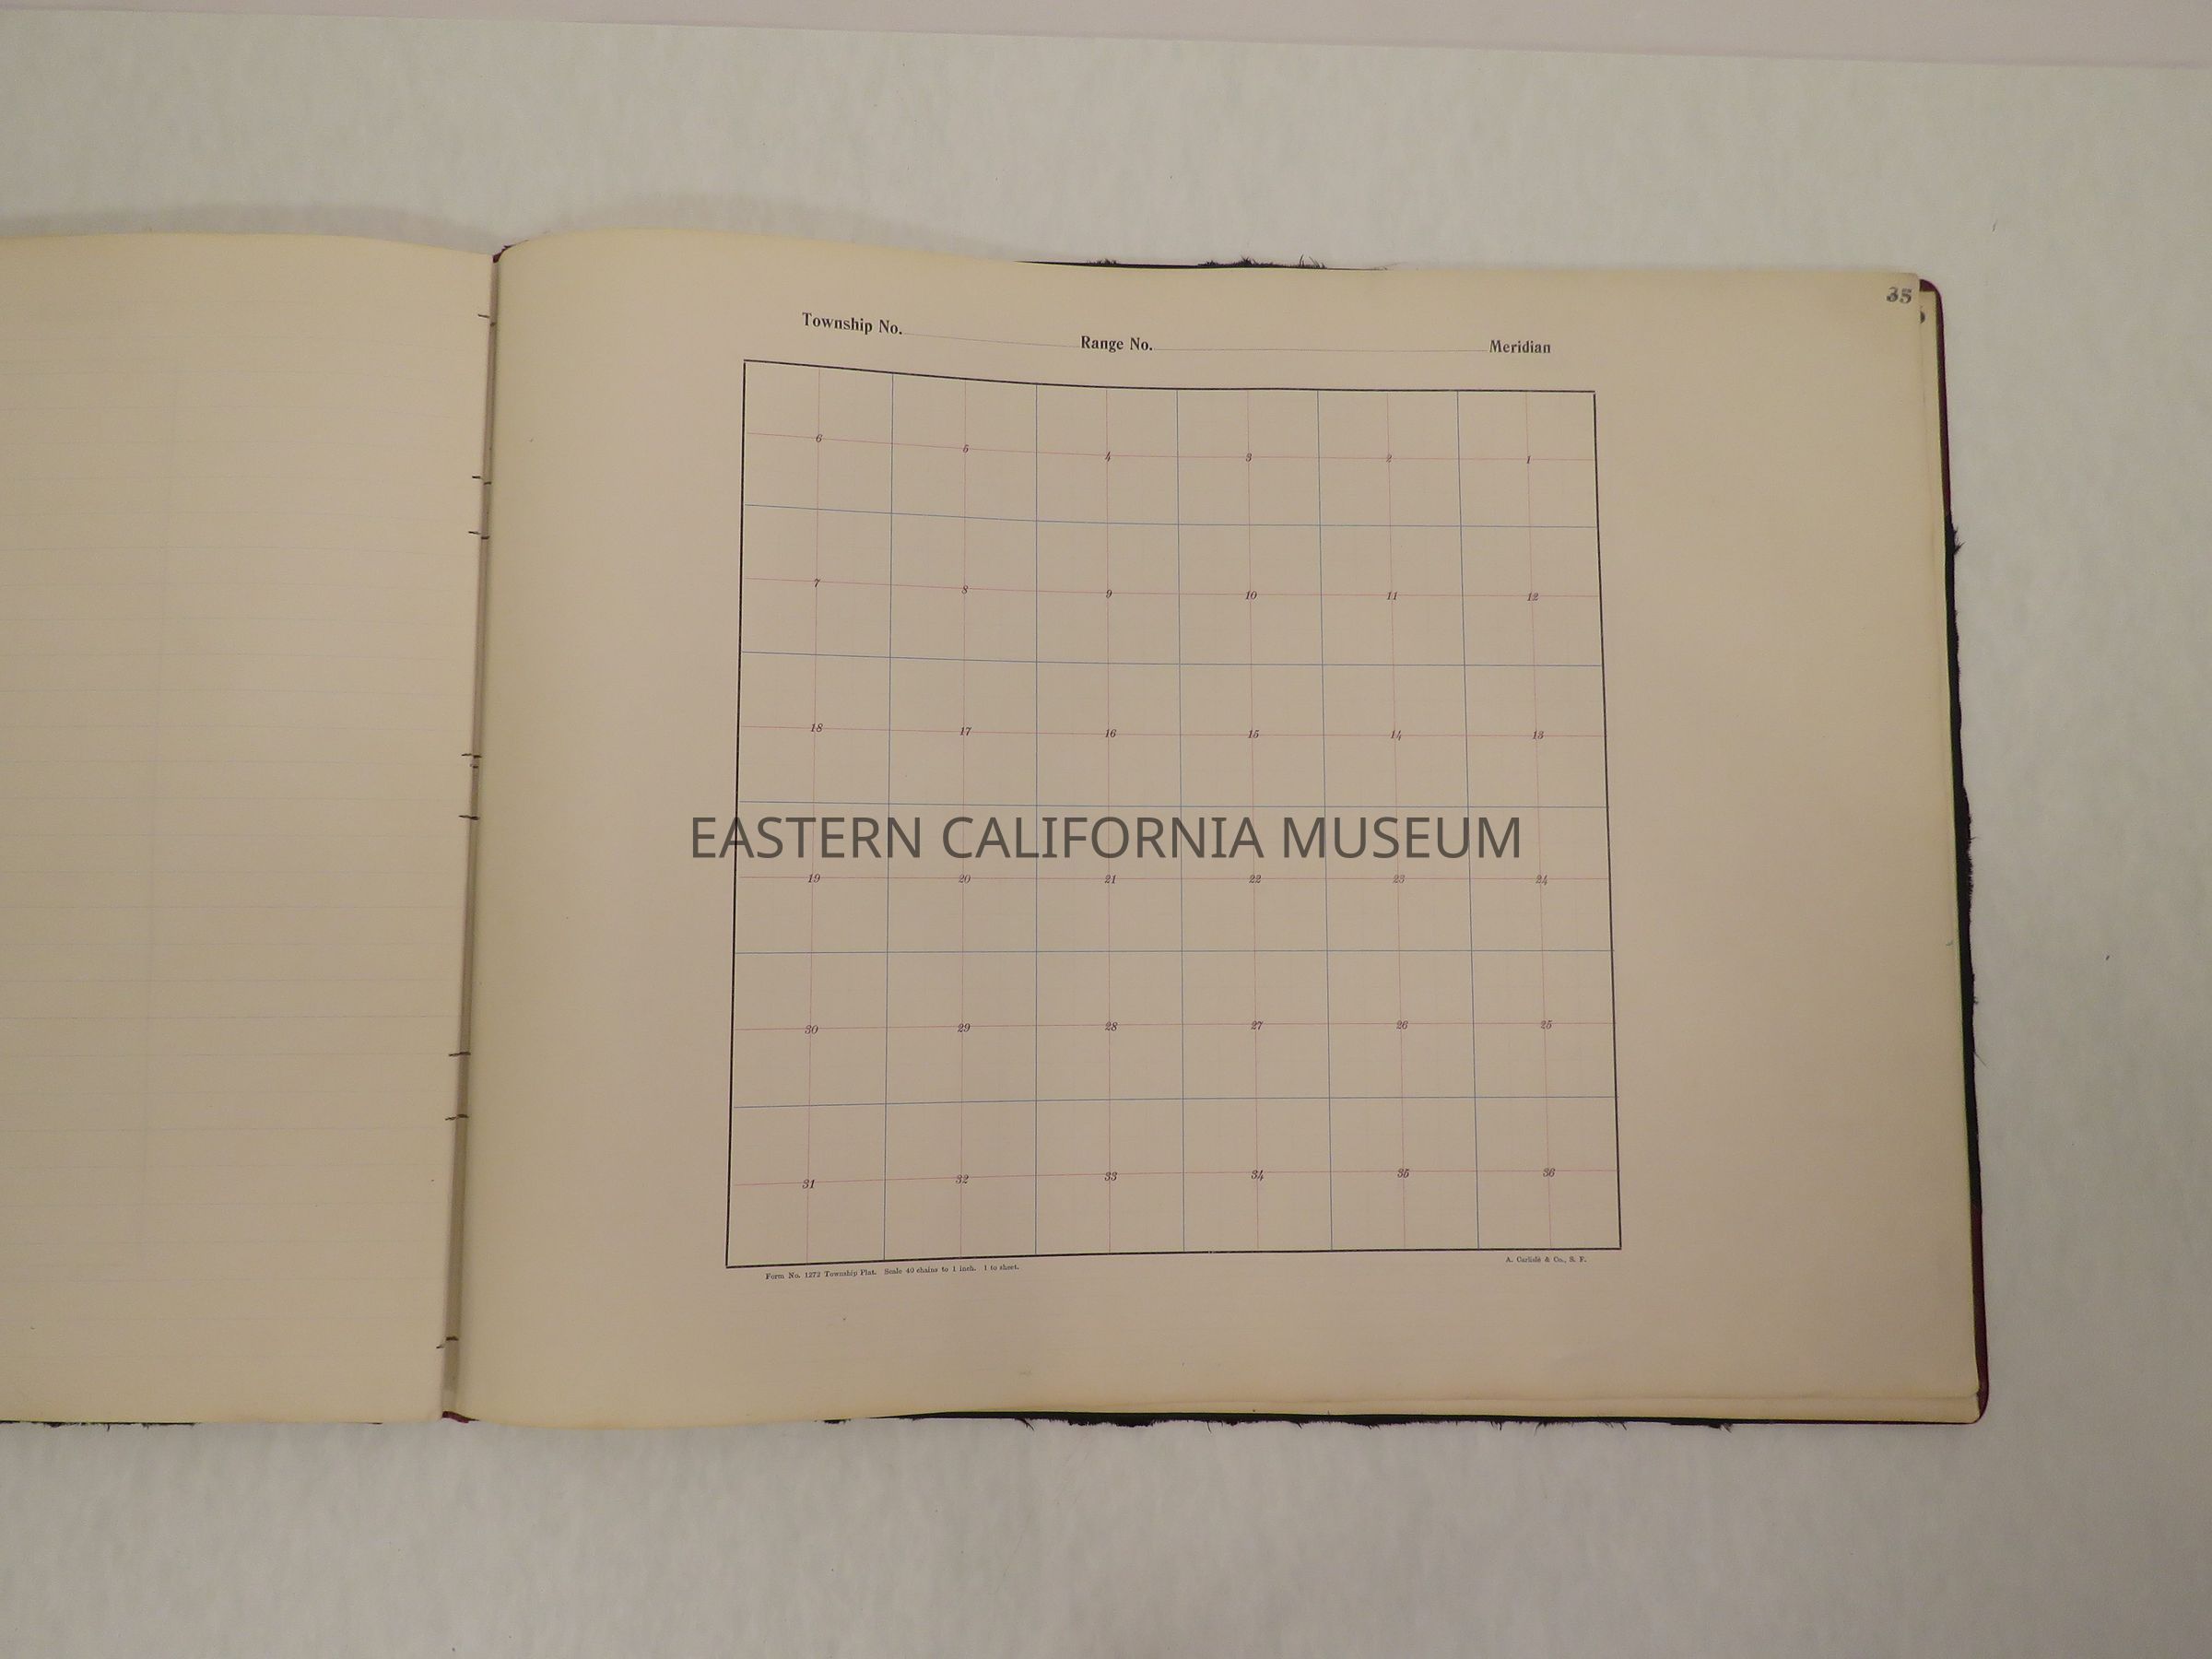 35
Township No. Range No. Meridian
6 5 4 3 2 1
7 8 9 10 11 12
18 17 16 15 14 13
EASTERN CALIFORNIA MUSEUM
19 20 21 22 23 24
30 29 28 27 26 25
31 32 33 34 35 36
Form No. 1272 Township Plat. Scale 40 chains to 1 inch. 1 to sheet. A. Carlisle & Co., S. F.